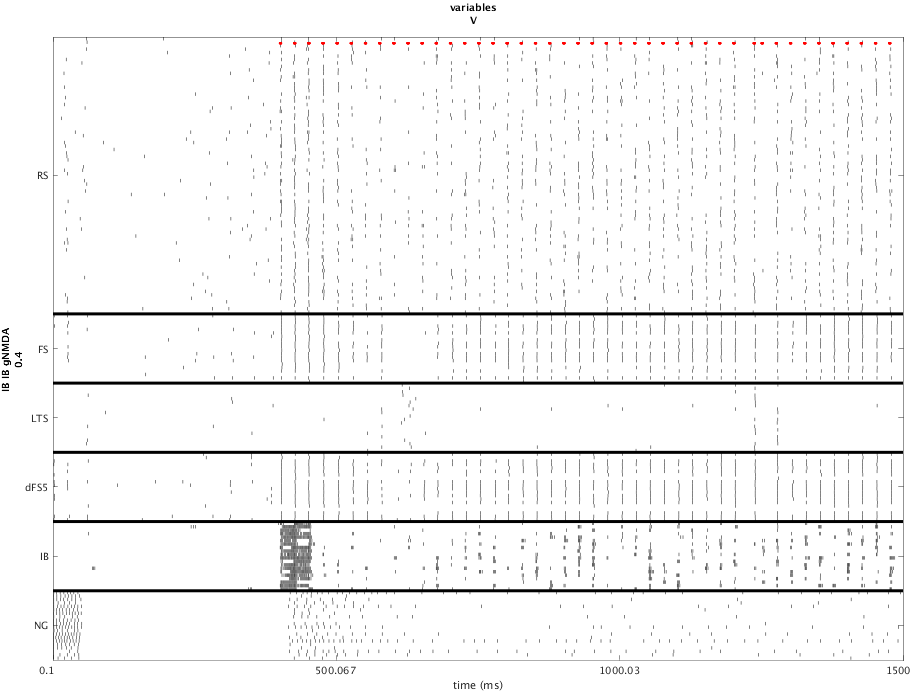 variables
V
RS
FS
LTS
dFS5
IB
NG
IB IB gNMDA
0.4
0.1
500.067
1000.03
1500
time (ms)